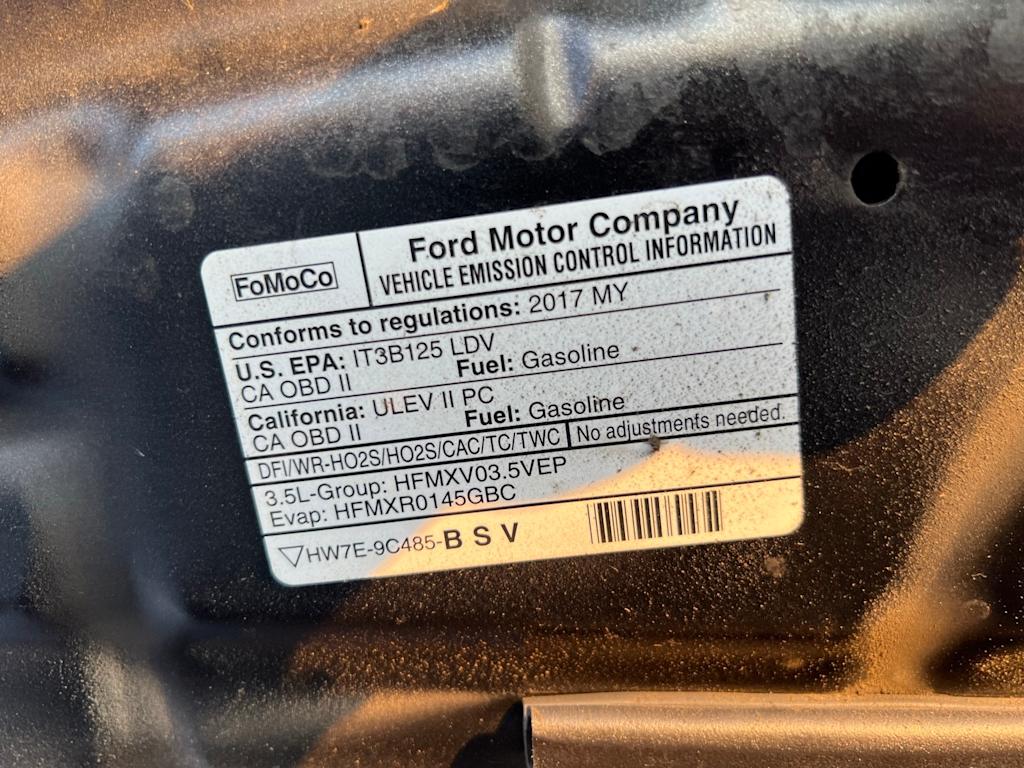 FoMoCo
Ford Motor Company
VEHICLE EMISSION CONTROL INFORMATION
Conforms to regulations: 2017 MY
U.S. EPA: IT3B125 LDV
CA OBD II Fuel: Gasoline
California: ULEV II PC
CA OBD II Fuel: Gasoline
DFI/WR-HO2S/HO2S/CAC/TC/TWC No adjustments needed.
3.5L-Group: HFMXV03.5VEP
Evap: HFMXR0145GBC
▽HW7E-9C485-B S V